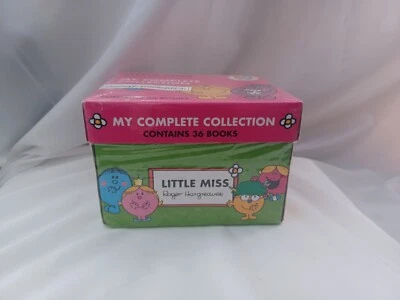 MY COMPLETE COLLECTION
CONTAINS 36 BOOKS
LITTLE MISS
Roger Hargreaves